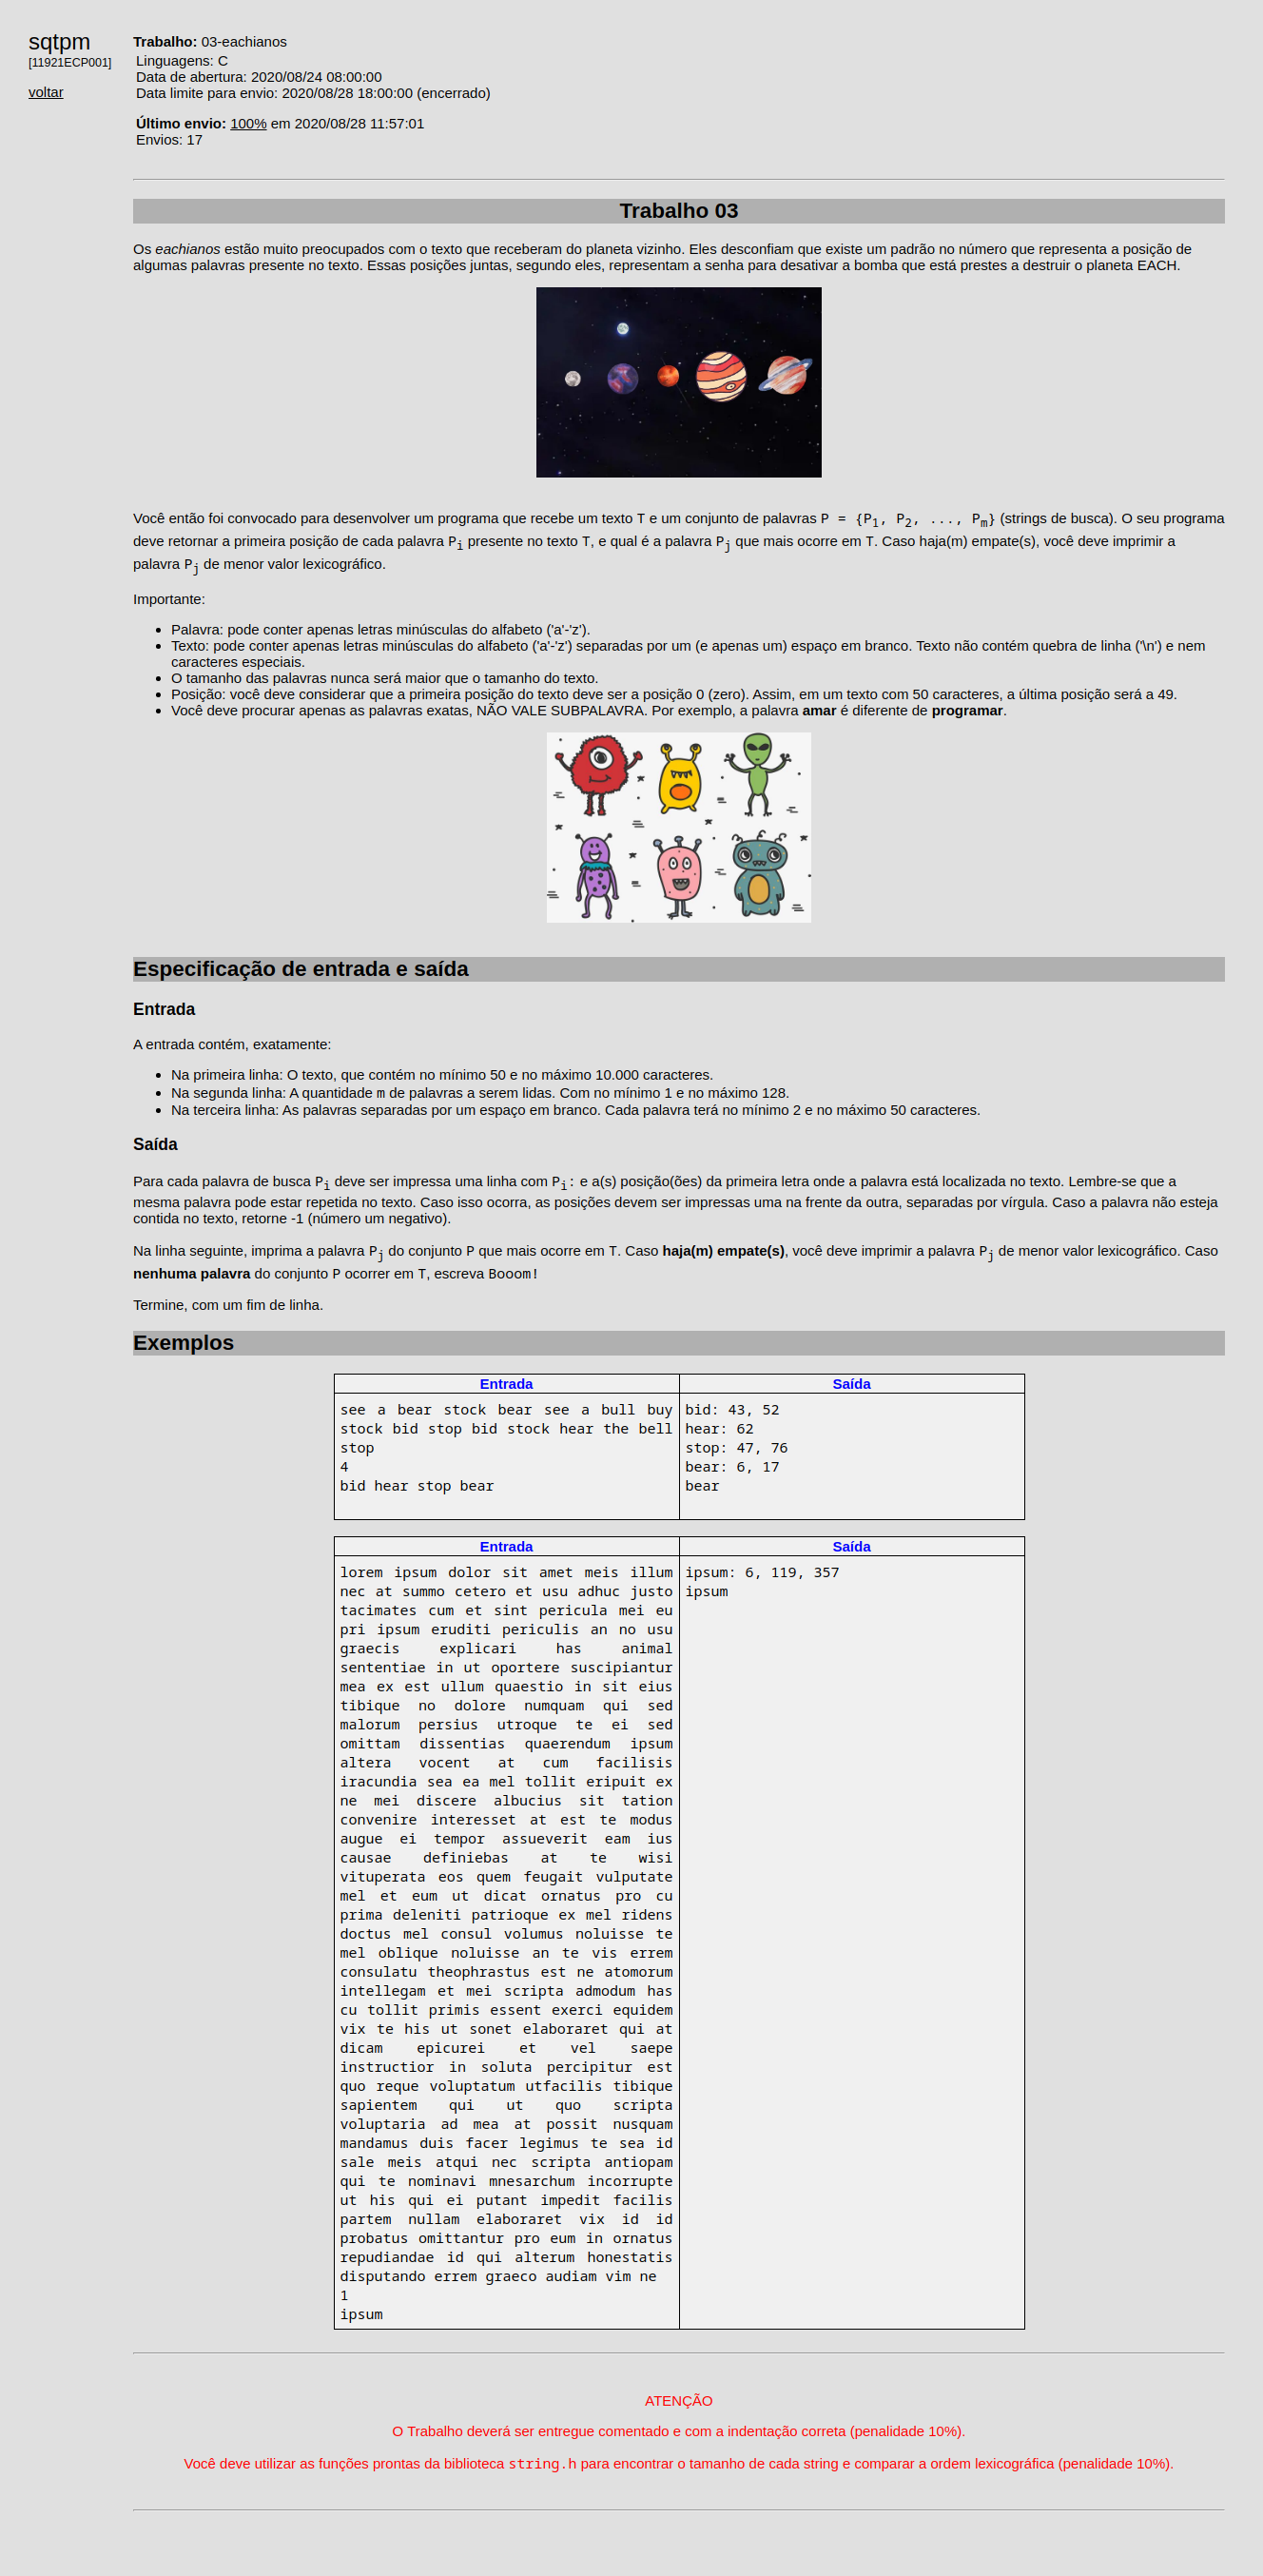 sqtpm
[11921ECP001]
voltar
Trabalho: 03-eachianos
Linguagens: C
Data de abertura: 2020/08/24 08:00:00
Data limite para envio: 2020/08/28 18:00:00 (encerrado)
Último envio: 100% em 2020/08/28 11:57:01
Envios: 17
Trabalho 03
Os eachianos estão muito preocupados com o texto que receberam do planeta vizinho. Eles desconfiam que existe um padrão no número que representa a posição de
algumas palavras presente no texto. Essas posições juntas, segundo eles, representam a senha para desativar a bomba que está prestes a destruir o planeta EACH.
Você então foi convocado para desenvolver um programa que recebe um texto T e um conjunto de palavras P = {P1, P2, ..., Pm} (strings de busca). O seu programa
deve retornar a primeira posição de cada palavra Pi presente no texto T, e qual é a palavra Pj que mais ocorre em T. Caso haja(m) empate(s), você deve imprimir a
palavra Pj de menor valor lexicográfico.
Importante:
• Palavra: pode conter apenas letras minúsculas do alfabeto ('a'-'z').
• Texto: pode conter apenas letras minúsculas do alfabeto ('a'-'z') separadas por um (e apenas um) espaço em branco. Texto não contém quebra de linha ('\n') e nem
caracteres especiais.
• O tamanho das palavras nunca será maior que o tamanho do texto.
• Posição: você deve considerar que a primeira posição do texto deve ser a posição 0 (zero). Assim, em um texto com 50 caracteres, a última posição será a 49.
• Você deve procurar apenas as palavras exatas, NÃO VALE SUBPALAVRA. Por exemplo, a palavra amar é diferente de programar.
Especificação de entrada e saída
Entrada
A entrada contém, exatamente:
• Na primeira linha: O texto, que contém no mínimo 50 e no máximo 10.000 caracteres.
• Na segunda linha: A quantidade m de palavras a serem lidas. Com no mínimo 1 e no máximo 128.
• Na terceira linha: As palavras separadas por um espaço em branco. Cada palavra terá no mínimo 2 e no máximo 50 caracteres.
Saída
Para cada palavra de busca Pi deve ser impressa uma linha com Pi: e a(s) posição(ões) da primeira letra onde a palavra está localizada no texto. Lembre-se que a
mesma palavra pode estar repetida no texto. Caso isso ocorra, as posições devem ser impressas uma na frente da outra, separadas por vírgula. Caso a palavra não esteja
contida no texto, retorne -1 (número um negativo).
Na linha seguinte, imprima a palavra Pj do conjunto P que mais ocorre em T. Caso haja(m) empate(s), você deve imprimir a palavra Pj de menor valor lexicográfico. Caso
nenhuma palavra do conjunto P ocorrer em T, escreva Booom!
Termine, com um fim de linha.
Exemplos
Entrada
Saída
see a bear stock bear see a bull buy
stock bid stop bid stock hear the bell
stop
4
bid hear stop bear
bid: 43, 52
hear: 62
stop: 47, 76
bear: 6, 17
bear
Entrada
Saída
lorem ipsum dolor sit amet meis illum
nec at summo cetero et usu adhuc justo
tacimates cum et sint pericula mei eu
pri ipsum eruditi periculis an no usu
graecis explicari has animal
sententiae in ut oportere suscipiantur
mea ex est ullum quaestio in sit eius
tibique no dolore numquam qui sed
malorum persius utroque te ei sed
omittam dissentias quaerendum ipsum
altera vocent at cum facilisis
iracundia sea ea mel tollit eripuit ex
ne mei discere albucius sit tation
convenire interesset at est te modus
augue ei tempor assueverit eam ius
causae definiebas at te wisi
vituperata eos quem feugait vulputate
mel et eum ut dicat ornatus pro cu
prima deleniti patrioque ex mel ridens
doctus mel consul volumus noluisse te
mel oblique noluisse an te vis errem
consulatu theophrastus est ne atomorum
intellegam et mei scripta admodum has
cu tollit primis essent exerci equidem
vix te his ut sonet elaboraret qui at
dicam epicurei et vel saepe
instructior in soluta percipitur est
quo reque voluptatum utfacilis tibique
sapientem qui ut quo scripta
voluptaria ad mea at possit nusquam
mandamus duis facer legimus te sea id
sale meis atqui nec scripta antiopam
qui te nominavi mnesarchum incorrupte
ut his qui ei putant impedit facilis
partem nullam elaboraret vix id id
probatus omittantur pro eum in ornatus
repudiandae id qui alterum honestatis
disputando errem graeco audiam vim ne
1
ipsum
ipsum: 6, 119, 357
ipsum
ATENÇÃO
O Trabalho deverá ser entregue comentado e com a indentação correta (penalidade 10%).
Você deve utilizar as funções prontas da biblioteca string.h para encontrar o tamanho de cada string e comparar a ordem lexicográfica (penalidade 10%).